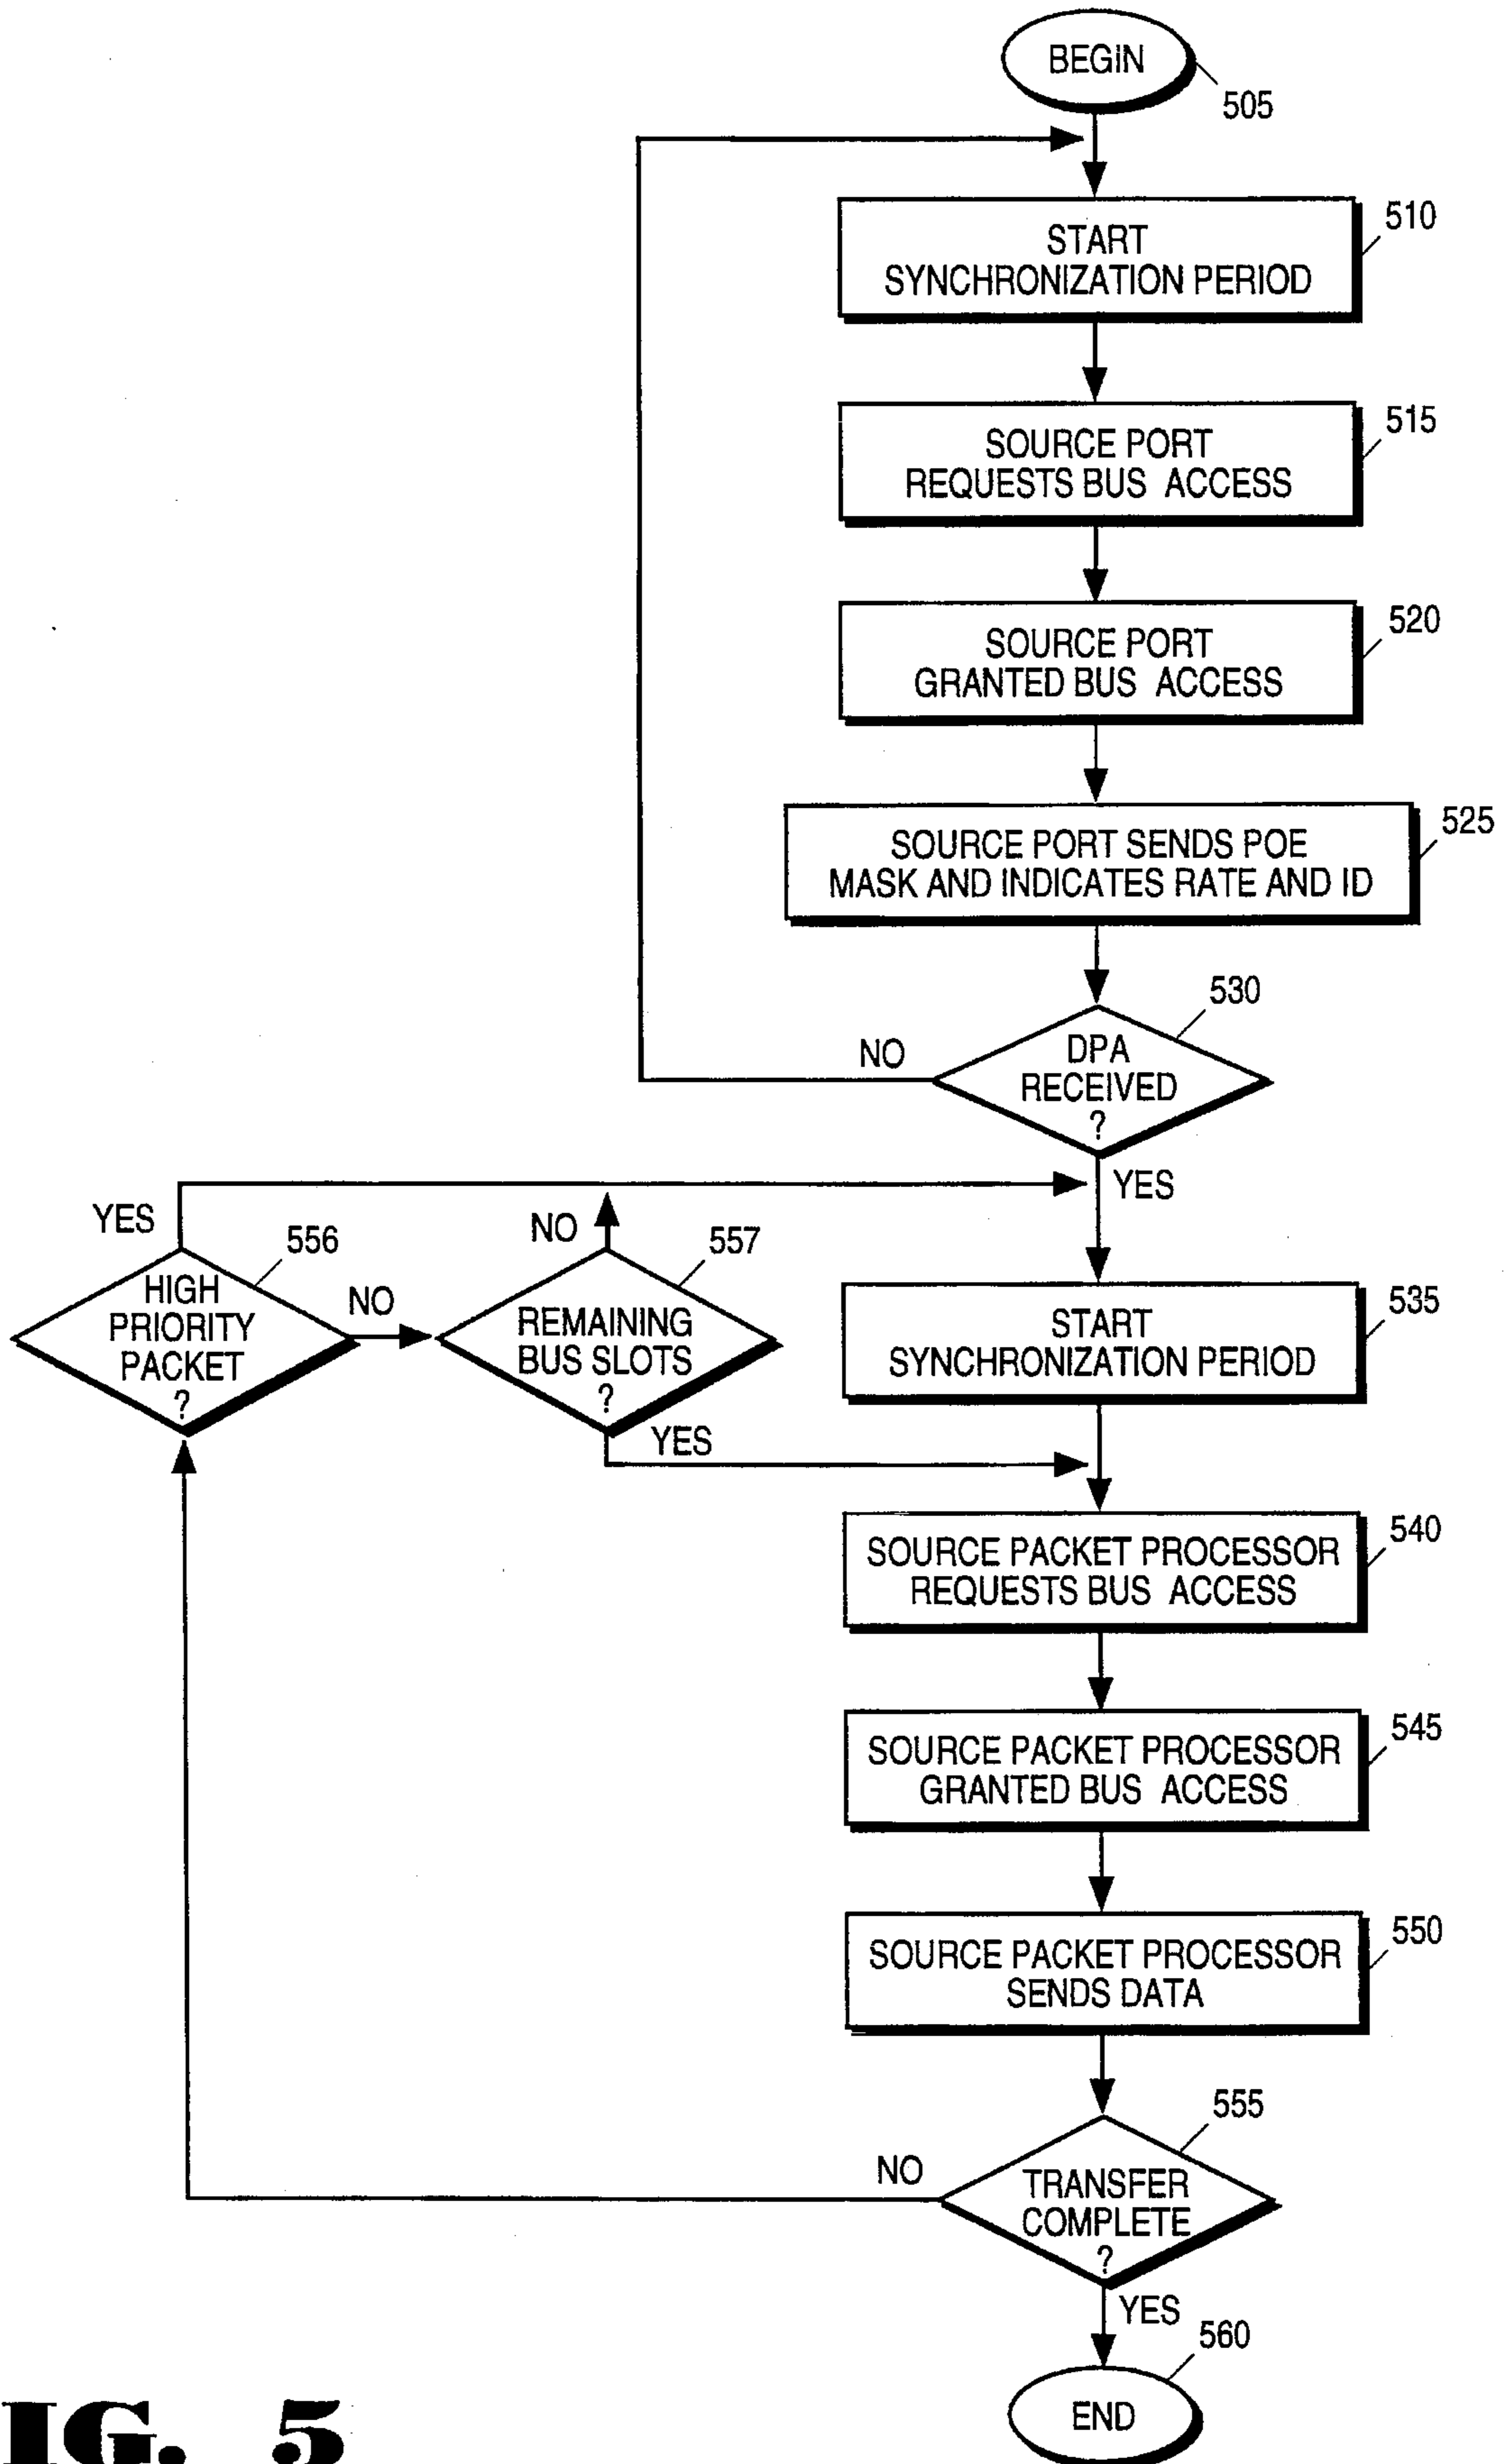 BEGIN
505
START
SYNCHRONIZATION PERIOD
510
SOURCE PORT
REQUESTS BUS ACCESS
515
SOURCE PORT
GRANTED BUS ACCESS
520
SOURCE PORT SENDS POE
MASK AND INDICATES RATE AND ID
525
DPA
RECEIVED
?
530
NO
YES
YES
HIGH
PRIORITY
PACKET
?
556
NO
NO
REMAINING
BUS SLOTS
?
557
YES
START
SYNCHRONIZATION PERIOD
535
SOURCE PACKET PROCESSOR
REQUESTS BUS ACCESS
540
SOURCE PACKET PROCESSOR
GRANTED BUS ACCESS
545
SOURCE PACKET PROCESSOR
SENDS DATA
550
TRANSFER
COMPLETE
?
555
NO
YES
END
560
IG. 5